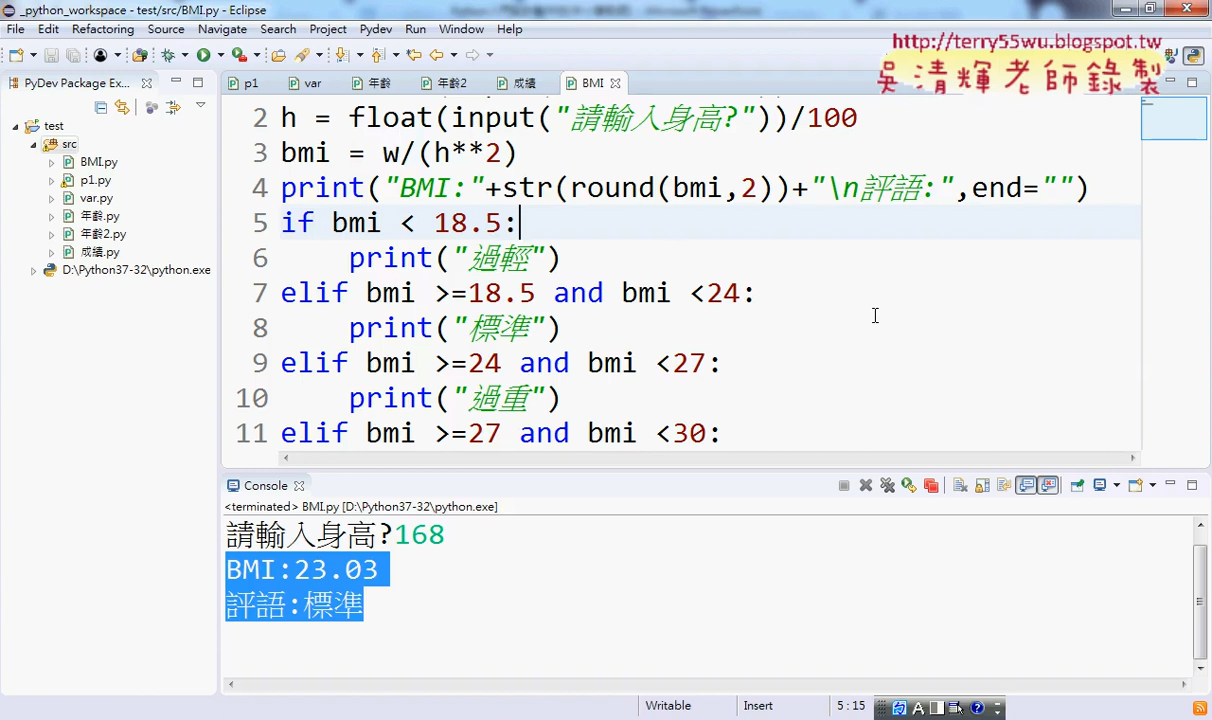 _python_workspace - test/src/BMI.py - Eclipse
File Edit Refactoring Source Navigate Search Project Pydev Run Window Help
http://terry55wu.blogspot.tw
吳清輝老師錄製
PyDev Package Ex...
p1 var 年齡 年齡2 成績 BMI
test
src
BMI.py
p1.py
var.py
年齡.py
年齡2.py
成績.py
D:\Python37-32\python.exe
2 h = float(input("請輸入身高?"))/100
3 bmi = w/(h**2)
4 print("BMI:"+str(round(bmi,2))+"\n評語:",end="")
5 if bmi < 18.5:
6 print("過輕")
7 elif bmi >=18.5 and bmi <24:
8 print("標準")
9 elif bmi >=24 and bmi <27:
10 print("過重")
11 elif bmi >=27 and bmi <30:
Console
<terminated> BMI.py [D:\Python37-32\python.exe]
請輸入身高?168
BMI:23.03
評語:標準
Writable Insert 5:15